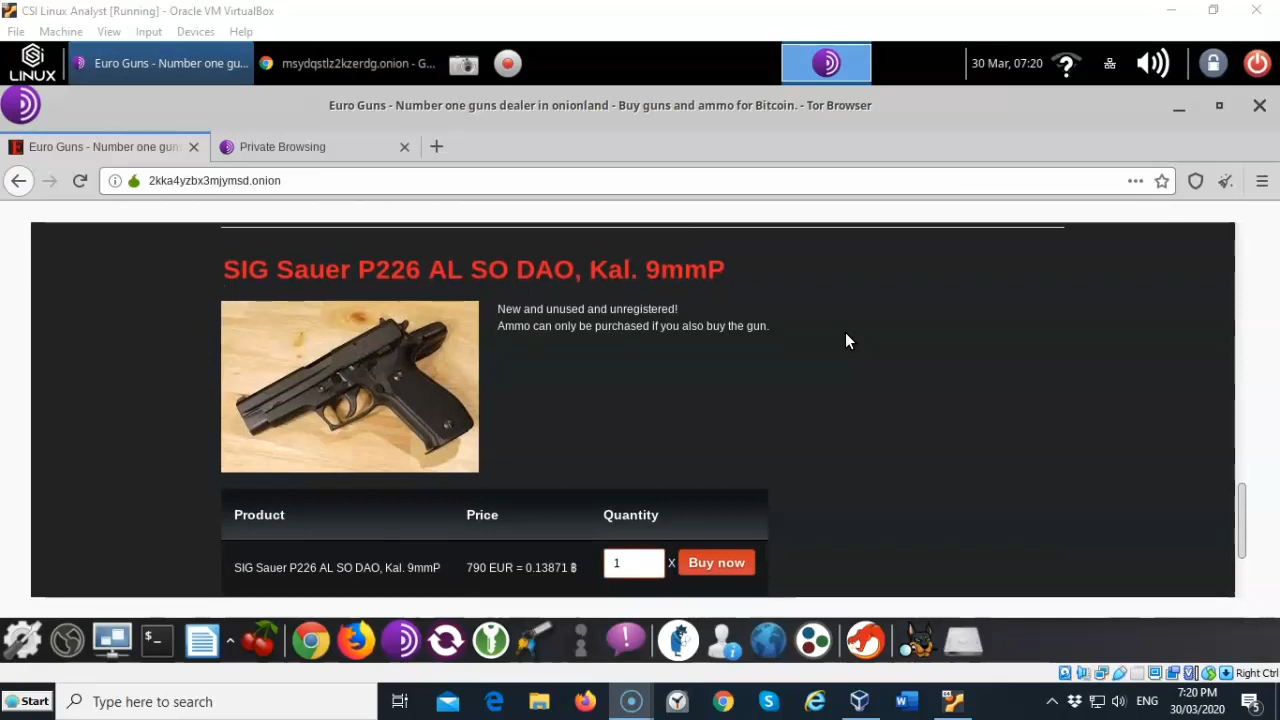 CSI Linux Analyst [Running] - Oracle VM VirtualBox
File Machine View Input Devices Help
SI
LINUX
Euro Guns - Number one gu...
msydqstlz2kzerdg.onion - G...
30 Mar, 07:20
Euro Guns - Number one guns dealer in onionland - Buy guns and ammo for Bitcoin. - Tor Browser
Euro Guns - Number one guns
Private Browsing
2kka4yzbx3mjymsd.onion
SIG Sauer P226 AL SO DAO, Kal. 9mmP
New and unused and unregistered!
Ammo can only be purchased if you also buy the gun.
Product Price Quantity
SIG Sauer P226 AL SO DAO, Kal. 9mmP 790 EUR = 0.13871 ฿ 1 X Buy now
Right Ctrl
Start
Type here to search
ENG
7:20 PM
30/03/2020
5